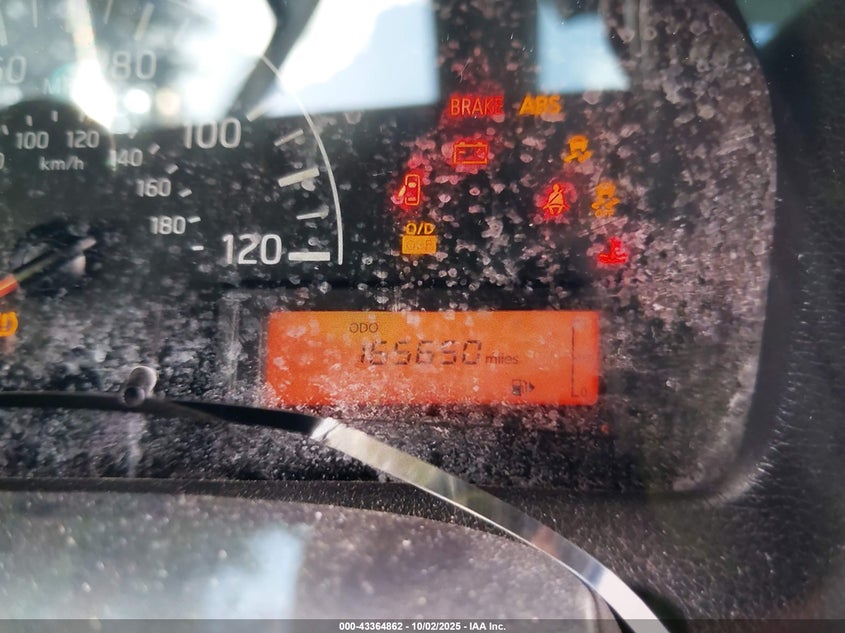 80
100
120
100 120
km/h
140
160
180
BRAKE ABS
O/D
OFF
ODO
165650 miles
Lo
000-43364862 - 10/02/2025 - IAA Inc.